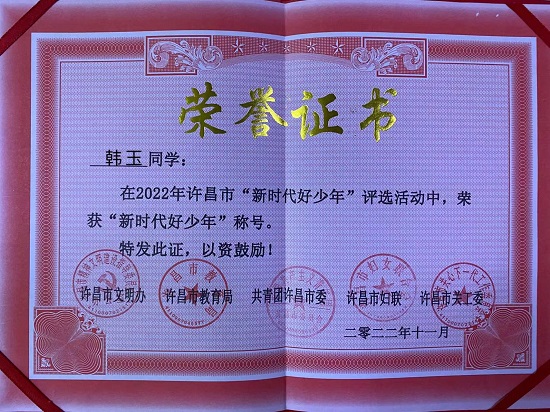 荣誉证书
韩玉同学：
在2022年许昌市“新时代好少年”评选活动中，荣
获“新时代好少年”称号。
特发此证，以资鼓励！
许昌市文明办 许昌市教育局 共青团许昌市委 许昌市妇联 许昌市关工委
二零二二年十一月